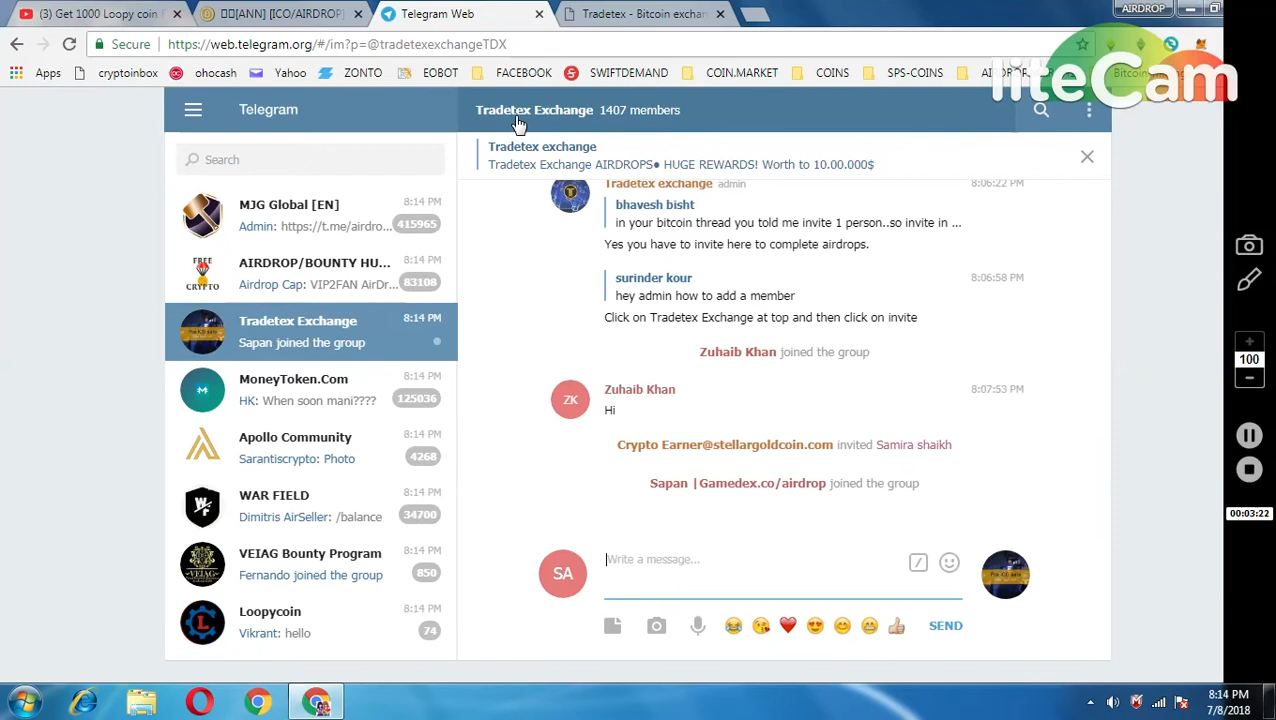 (3) Get 1000 Loopy coin F
[ANN] [ICO/AIRDROP]
Telegram Web
Tradetex - Bitcoin exchan
AIRDROP
Secure
https://web.telegram.org/#/im?p=@tradetexexchangeTDX
Apps
cryptoinbox
ohocash
Yahoo
ZONTO
EOBOT
FACEBOOK
SWIFTDEMAND
COIN.MARKET
COINS
SPS-COINS
liteCam
Telegram
Tradetex Exchange 1407 members
Search
Tradetex exchange
Tradetex Exchange AIRDROPS● HUGE REWARDS! Worth to 10.00.000$
MJG Global [EN]
8:14 PM
Admin: https://t.me/airdro...
415965
FREE
CRYPTO
AIRDROP/BOUNTY HU...
8:14 PM
Airdrop Cap: VIP2FAN AirDr...
83108
Tradetex Exchange
8:14 PM
Sapan joined the group
MoneyToken.Com
8:14 PM
HK: When soon mani????
125036
Apollo Community
8:14 PM
Sarantiscrypto: Photo
4268
WAR FIELD
8:14 PM
Dimitris AirSeller: /balance
34700
VEIAG Bounty Program
8:14 PM
Fernando joined the group
850
VEIAG
Loopycoin
8:14 PM
Vikrant: hello
74
Tradetex exchange admin
8:06:22 PM
bhavesh bisht
in your bitcoin thread you told me invite 1 person..so invite in ...
Yes you have to invite here to complete airdrops.
surinder kour
8:06:58 PM
hey admin how to add a member
Click on Tradetex Exchange at top and then click on invite
Zuhaib Khan joined the group
ZK
Zuhaib Khan
8:07:53 PM
Hi
Crypto Earner@stellargoldcoin.com invited Samira shaikh
Sapan |Gamedex.co/airdrop joined the group
SA
Write a message...
SEND
100
00:03:22
8:14 PM
7/8/2018